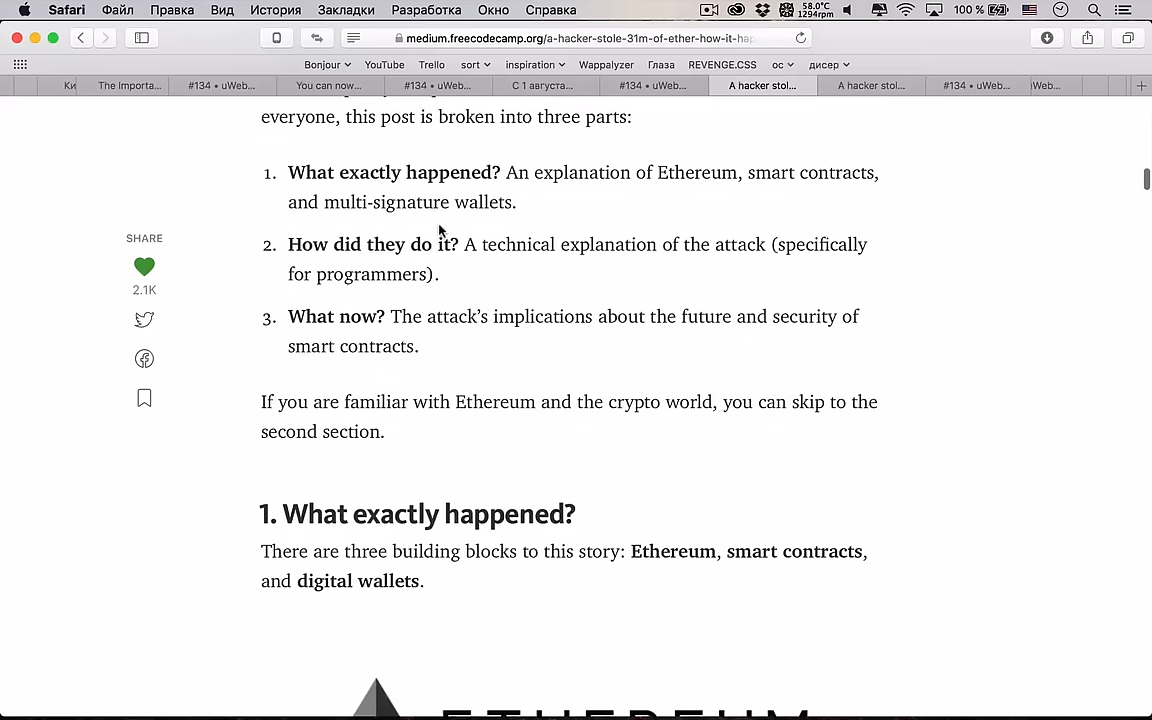 Safari Файл Правка Вид История Закладки Разработка Окно Справка 58.0°C 1294rpm 100 %
medium.freecodecamp.org/a-hacker-stole-31m-of-ether-how-it-hap
Bonjour YouTube Trello sort inspiration Wappalyzer Глаза REVENGE.CSS ос дисер
Ки The Importa... #134 • uWeb... You can now... #134 • uWeb... С 1 августа... #134 • uWeb... A hacker stol... A hacker stol... #134 • uWeb... Web...
everyone, this post is broken into three parts:
1. What exactly happened? An explanation of Ethereum, smart contracts,
and multi-signature wallets.
SHARE
2. How did they do it? A technical explanation of the attack (specifically
for programmers).
2.1K
3. What now? The attack’s implications about the future and security of
smart contracts.
If you are familiar with Ethereum and the crypto world, you can skip to the
second section.
1. What exactly happened?
There are three building blocks to this story: Ethereum, smart contracts,
and digital wallets.
ETHEREUM